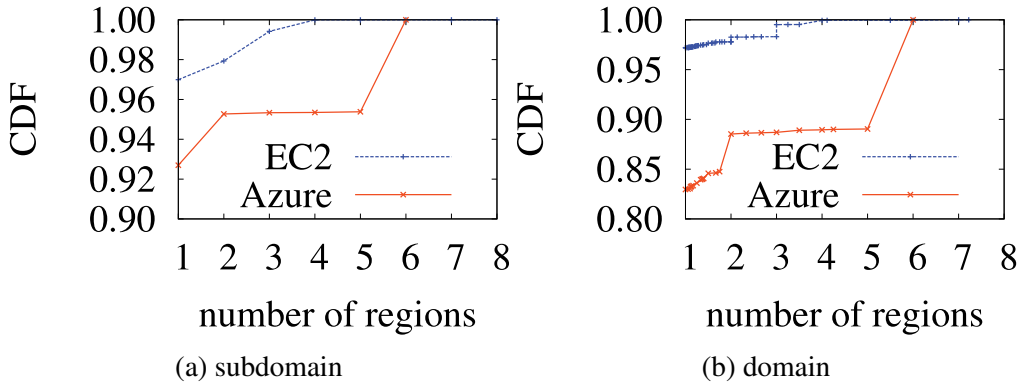 CDF
1.00
0.98
0.96
0.94
0.92
0.90
EC2
Azure
1 2 3 4 5 6 7 8
number of regions
(a) subdomain
CDF
1.00
0.95
0.90
0.85
0.80
EC2
Azure
1 2 3 4 5 6 7 8
number of regions
(b) domain